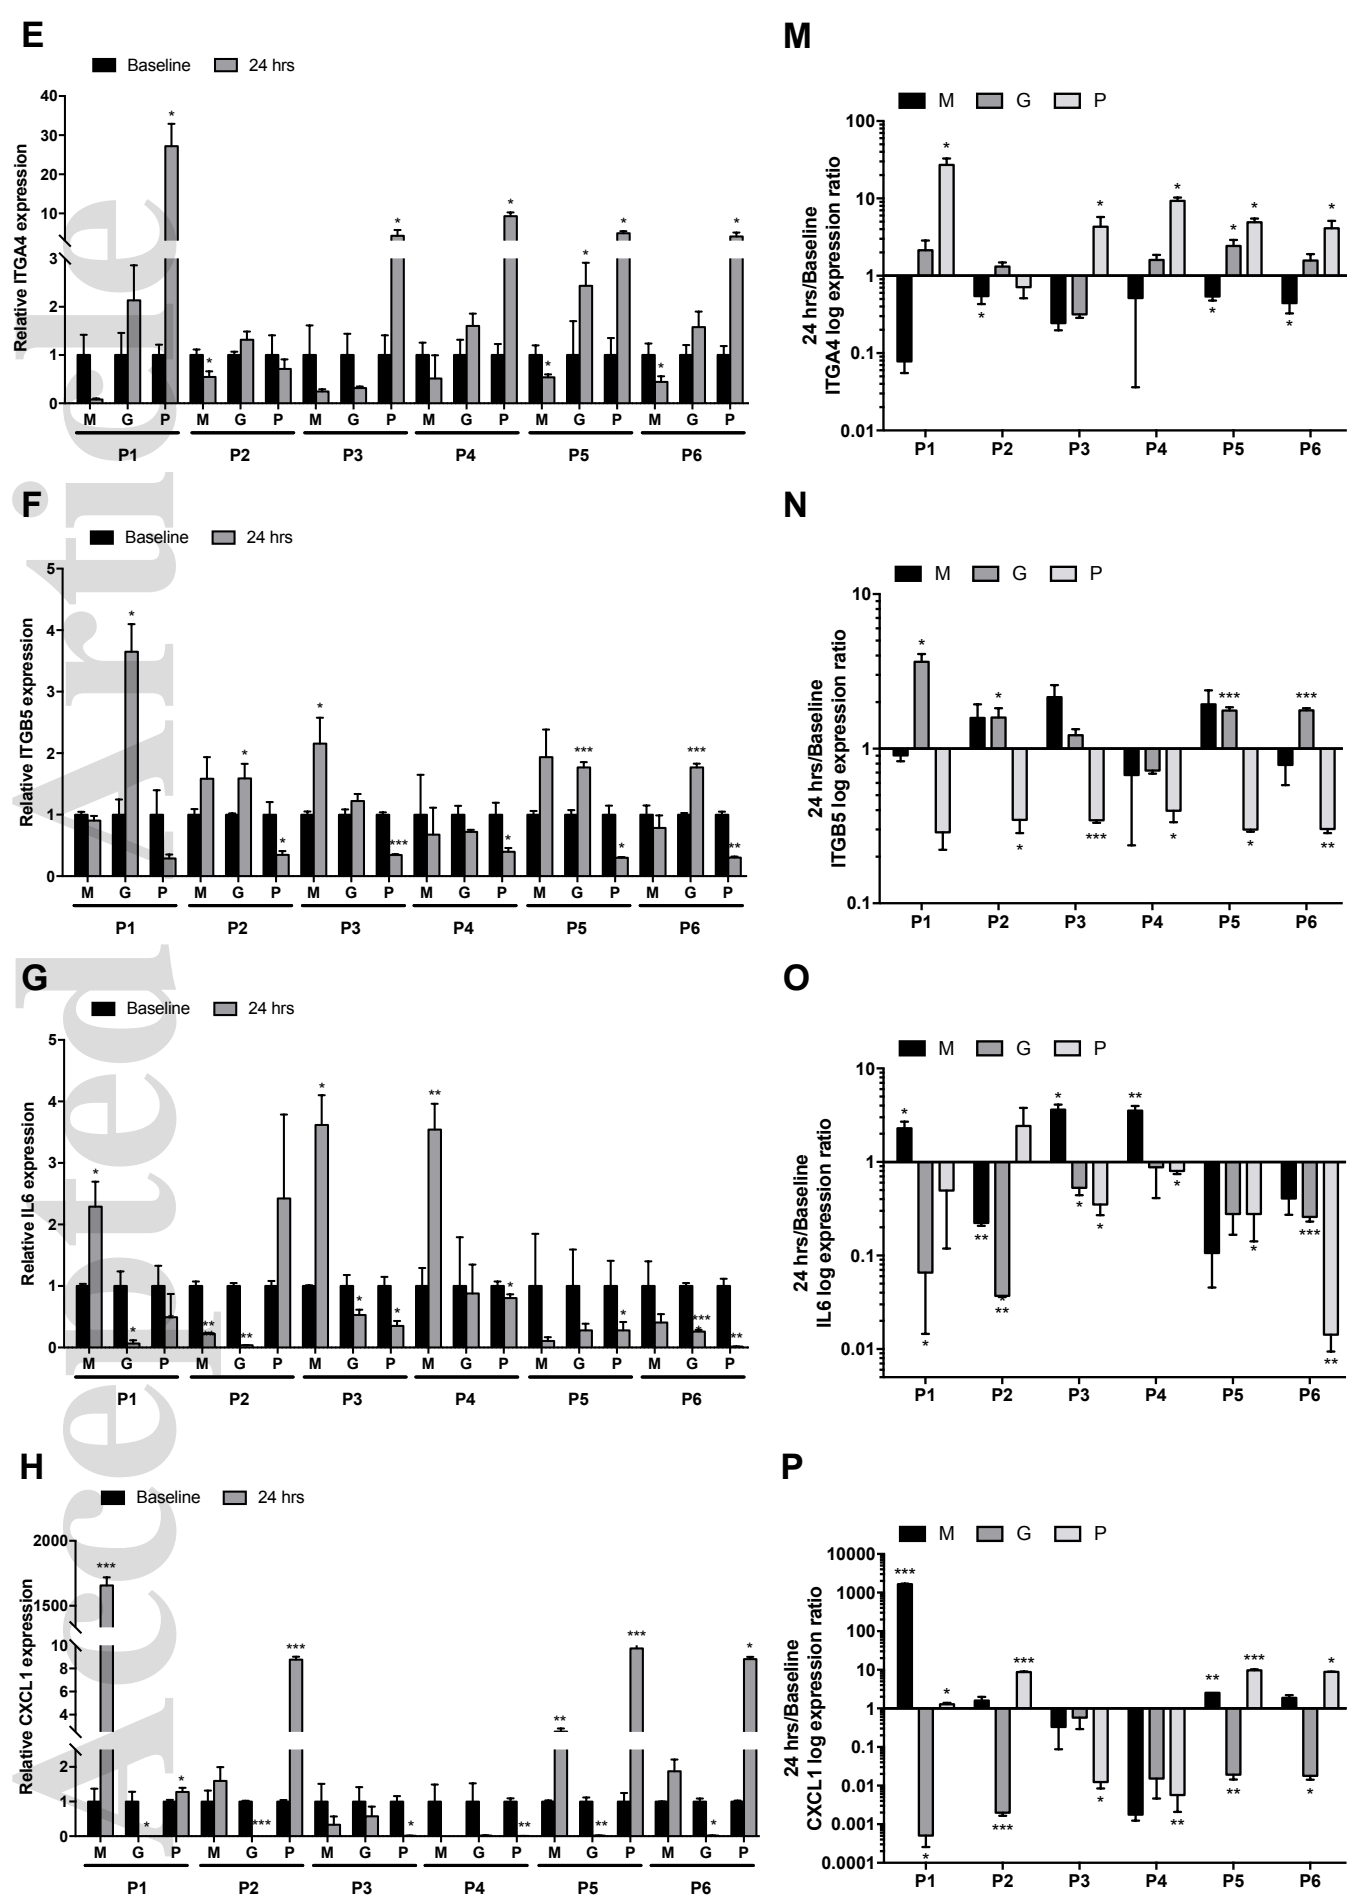 E
Baseline 24 hrs
Relative ITGA4 expression
40
30
20
10
3
2
1
0
* * * * * * * *
M G P M G P M G P M G P M G P M G P
P1 P2 P3 P4 P5 P6
M
M G P
24 hrs/Baseline
ITGA4 log expression ratio
100
10
1
0.1
0.01
* * * * * * * * *
P1 P2 P3 P4 P5 P6
F
Baseline 24 hrs
Relative ITGB5 expression
5
4
3
2
1
0
* * * * *** * *** * *** **
M G P M G P M G P M G P M G P M G P
P1 P2 P3 P4 P5 P6
N
M G P
24 hrs/Baseline
ITGB5 log expression ratio
10
1
0.1
* * *** ***
* *** * * **
P1 P2 P3 P4 P5 P6
G
Baseline 24 hrs
Relative IL6 expression
5
4
3
2
1
0
* * ** ** * * * ** * * *** **
M G P M G P M G P M G P M G P M G P
P1 P2 P3 P4 P5 P6
O
M G P
24 hrs/Baseline
IL6 log expression ratio
10
1
0.1
0.01
* * **
* ** ** * * * * *** **
P1 P2 P3 P4 P5 P6
H
Baseline 24 hrs
Relative CXCL1 expression
2000
1500
10
8
6
4
2
1
0
*** * * *** *** * ** ** ** *** * *
M G P M G P M G P M G P M G P M G P
P1 P2 P3 P4 P5 P6
P
M G P
24 hrs/Baseline
CXCL1 log expression ratio
10000
1000
100
10
1
0.1
0.01
0.001
0.0001
*** * *** ** *** *
* *** * ** ** *
P1 P2 P3 P4 P5 P6
Accepted Article